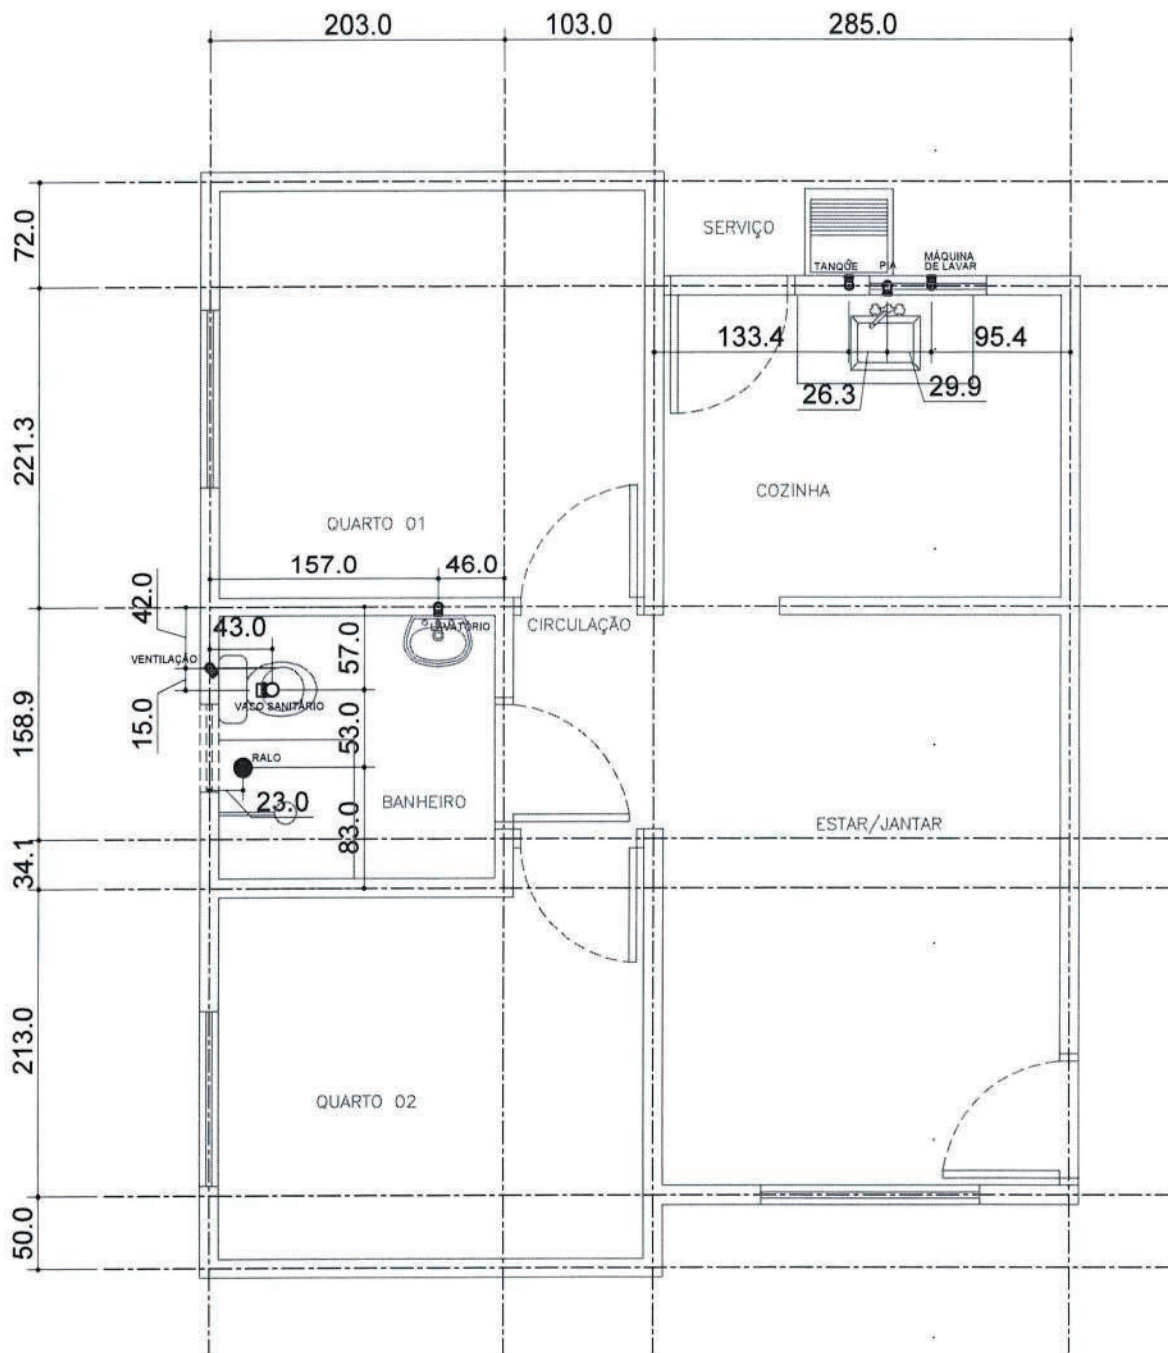 203.0
103.0
285.0
72.0
SERVIÇO
TANQUE
PIA
MÁQUINA
DE LAVAR
133.4
95.4
26.3
29.9
221.3
COZINHA
QUARTO 01
157.0
46.0
42.0
43.0
LAVATÓRIO
CIRCULAÇÃO
57.0
VENTILAÇÃO
15.0
VASO SANITÁRIO
158.9
53.0
RALO
23.0
BANHEIRO
83.0
ESTAR/JANTAR
34.1
213.0
QUARTO 02
50.0